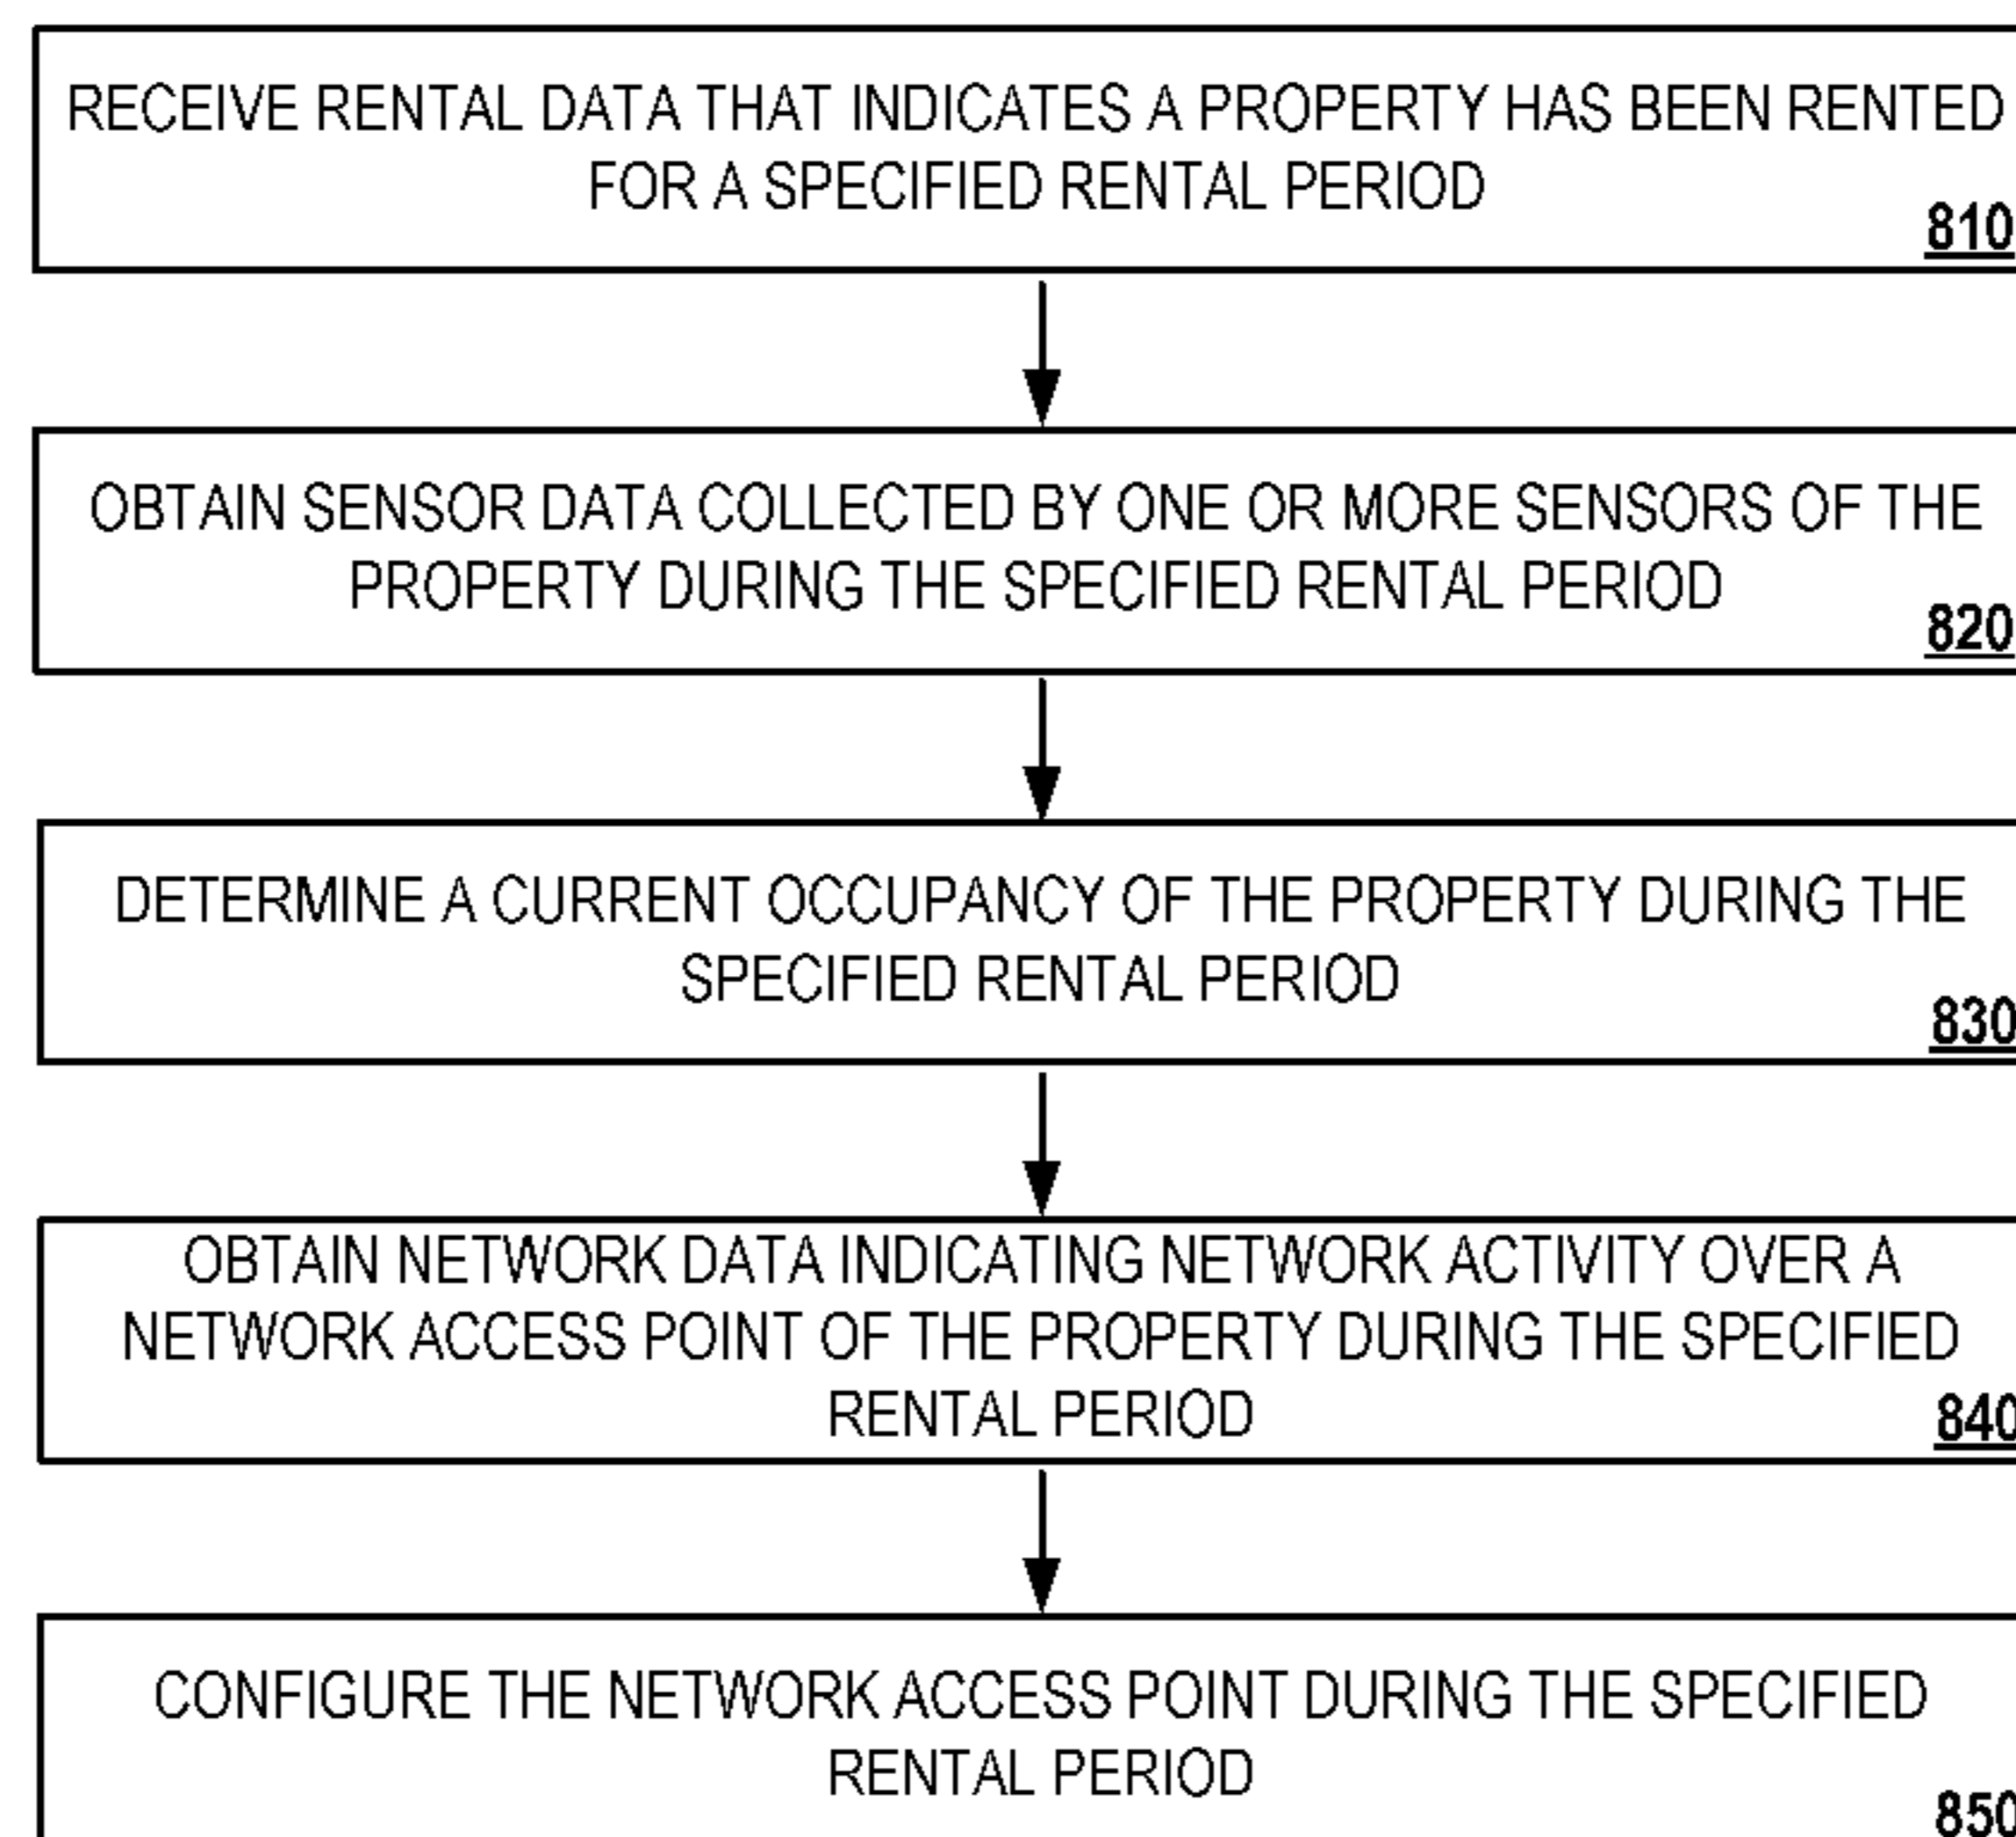 RECEIVE RENTAL DATA THAT INDICATES A PROPERTY HAS BEEN RENTED
FOR A SPECIFIED RENTAL PERIOD
810
OBTAIN SENSOR DATA COLLECTED BY ONE OR MORE SENSORS OF THE
PROPERTY DURING THE SPECIFIED RENTAL PERIOD
820
DETERMINE A CURRENT OCCUPANCY OF THE PROPERTY DURING THE
SPECIFIED RENTAL PERIOD
830
OBTAIN NETWORK DATA INDICATING NETWORK ACTIVITY OVER A
NETWORK ACCESS POINT OF THE PROPERTY DURING THE SPECIFIED
RENTAL PERIOD
840
CONFIGURE THE NETWORK ACCESS POINT DURING THE SPECIFIED
RENTAL PERIOD
850